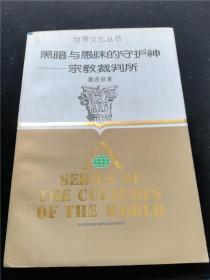 世界文化丛书
黑暗与愚昧的守护神
——宗教裁判所
董进泉著
SERIES OF
THE CULTURES
OF THE WORLD